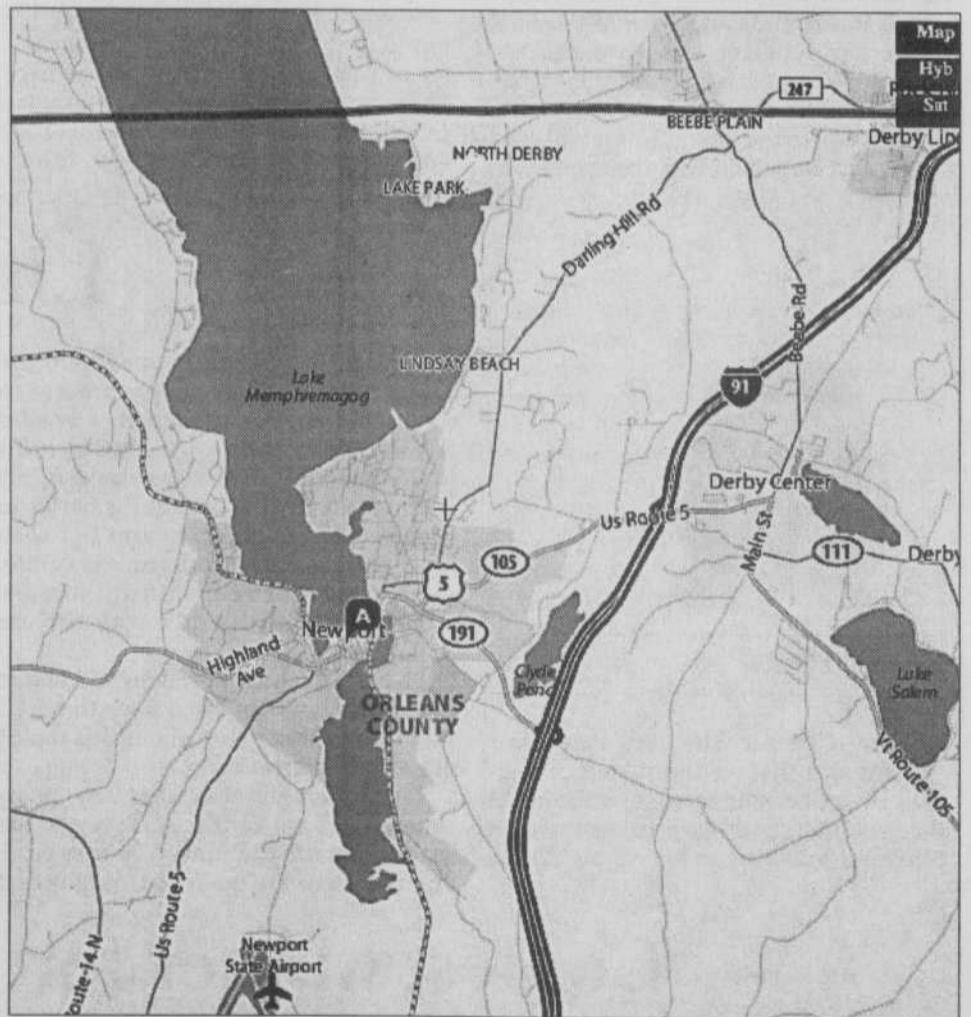 Map
Hyb
Sat
247
BEEBE PLAIN
Derby Line
NORTH DERBY
LAKE PARK
Darling Hill Rd
Beebe Rd
LINDSAY BEACH
Lake
Memphremagog
91
Derby Center
Us Route 5
Main St
111
Derby
105
5
A
Newport
191
Highland
Ave
Clyde
Pond
ORLEANS
COUNTY
Lake
Salem
Vt Route 105
Us Route 5
Route-14 N
Newport
State Airport